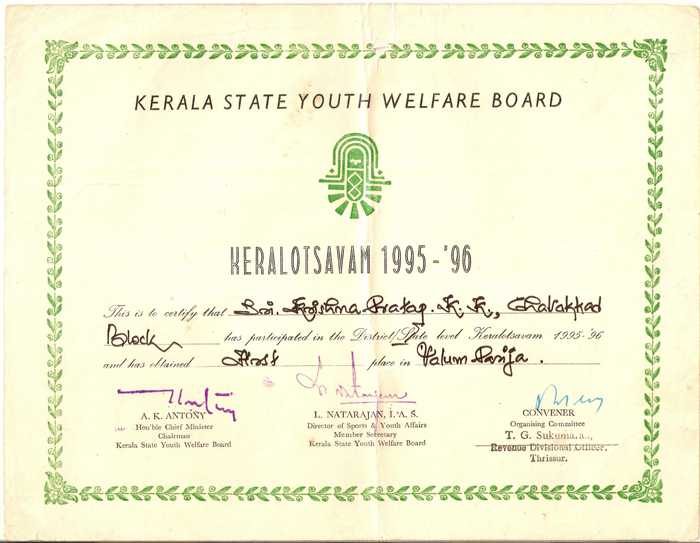 KERALA STATE YOUTH WELFARE BOARD
KERALOTSAVAM 1995-'96
This is to certify that Sri. Krishna Pratap. K. K., Chavakkad
Block has participated in the District/State level Keralotsavam 1995-'96
and has obtained First place in Valum Parija.
A. K. ANTONY
Hon'ble Chief Minister
Chairman
Kerala State Youth Welfare Board
L. NATARAJAN, I.A.S.
Director of Sports & Youth Affairs
Member Secretary
Kerala State Youth Welfare Board
CONVENER
Organising Committee
T. G. Sukumaran,
Revenue Divisional Officer,
Thrissur.